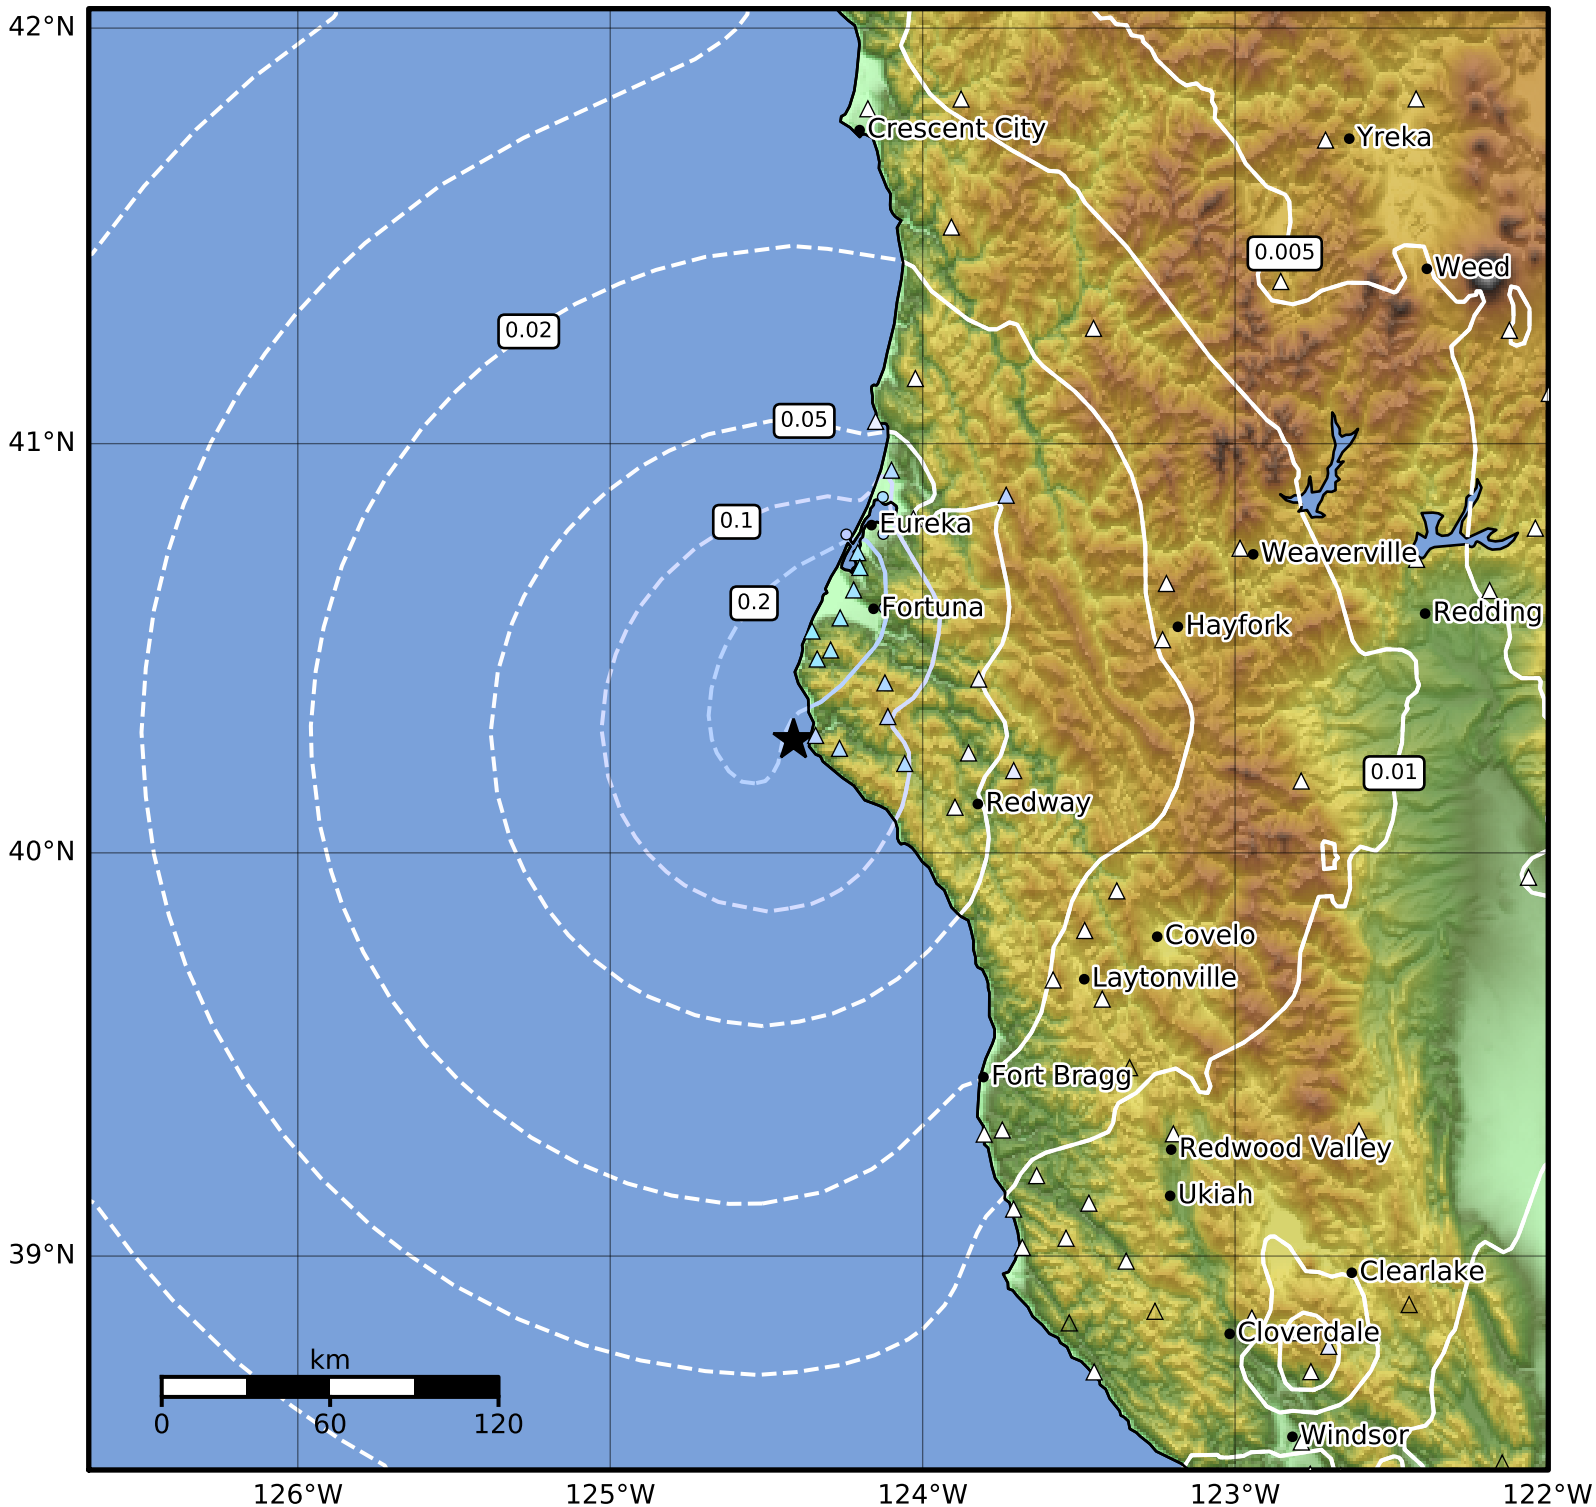 42°N
Crescent City
Yreka
0.005
Weed
0.02
0.05
41°N
0.1
Eureka
Weaverville
0.2
Fortuna
Redding
Hayfork
0.01
Redway
40°N
Covelo
Laytonville
Fort Bragg
Redwood Valley
Ukiah
39°N
Clearlake
Cloverdale
km
0 60 120
Windsor
126°W 125°W 124°W 123°W 122°W